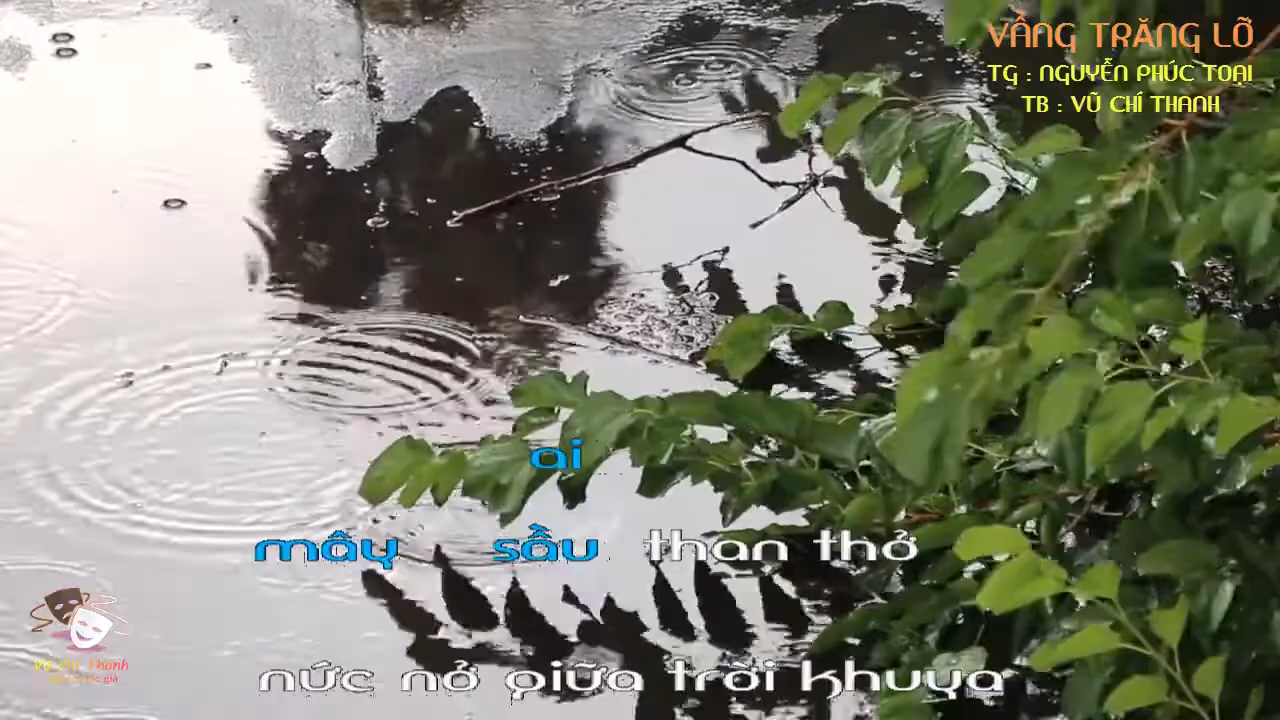 VẦNG TRĂNG LỠ
TG : NGUYỄN PHÚC TOẠI
TB : VŨ CHÍ THANH
ai
mây sầu than thở
nức nở giữa trời khuya
Vũ Chí Thanh